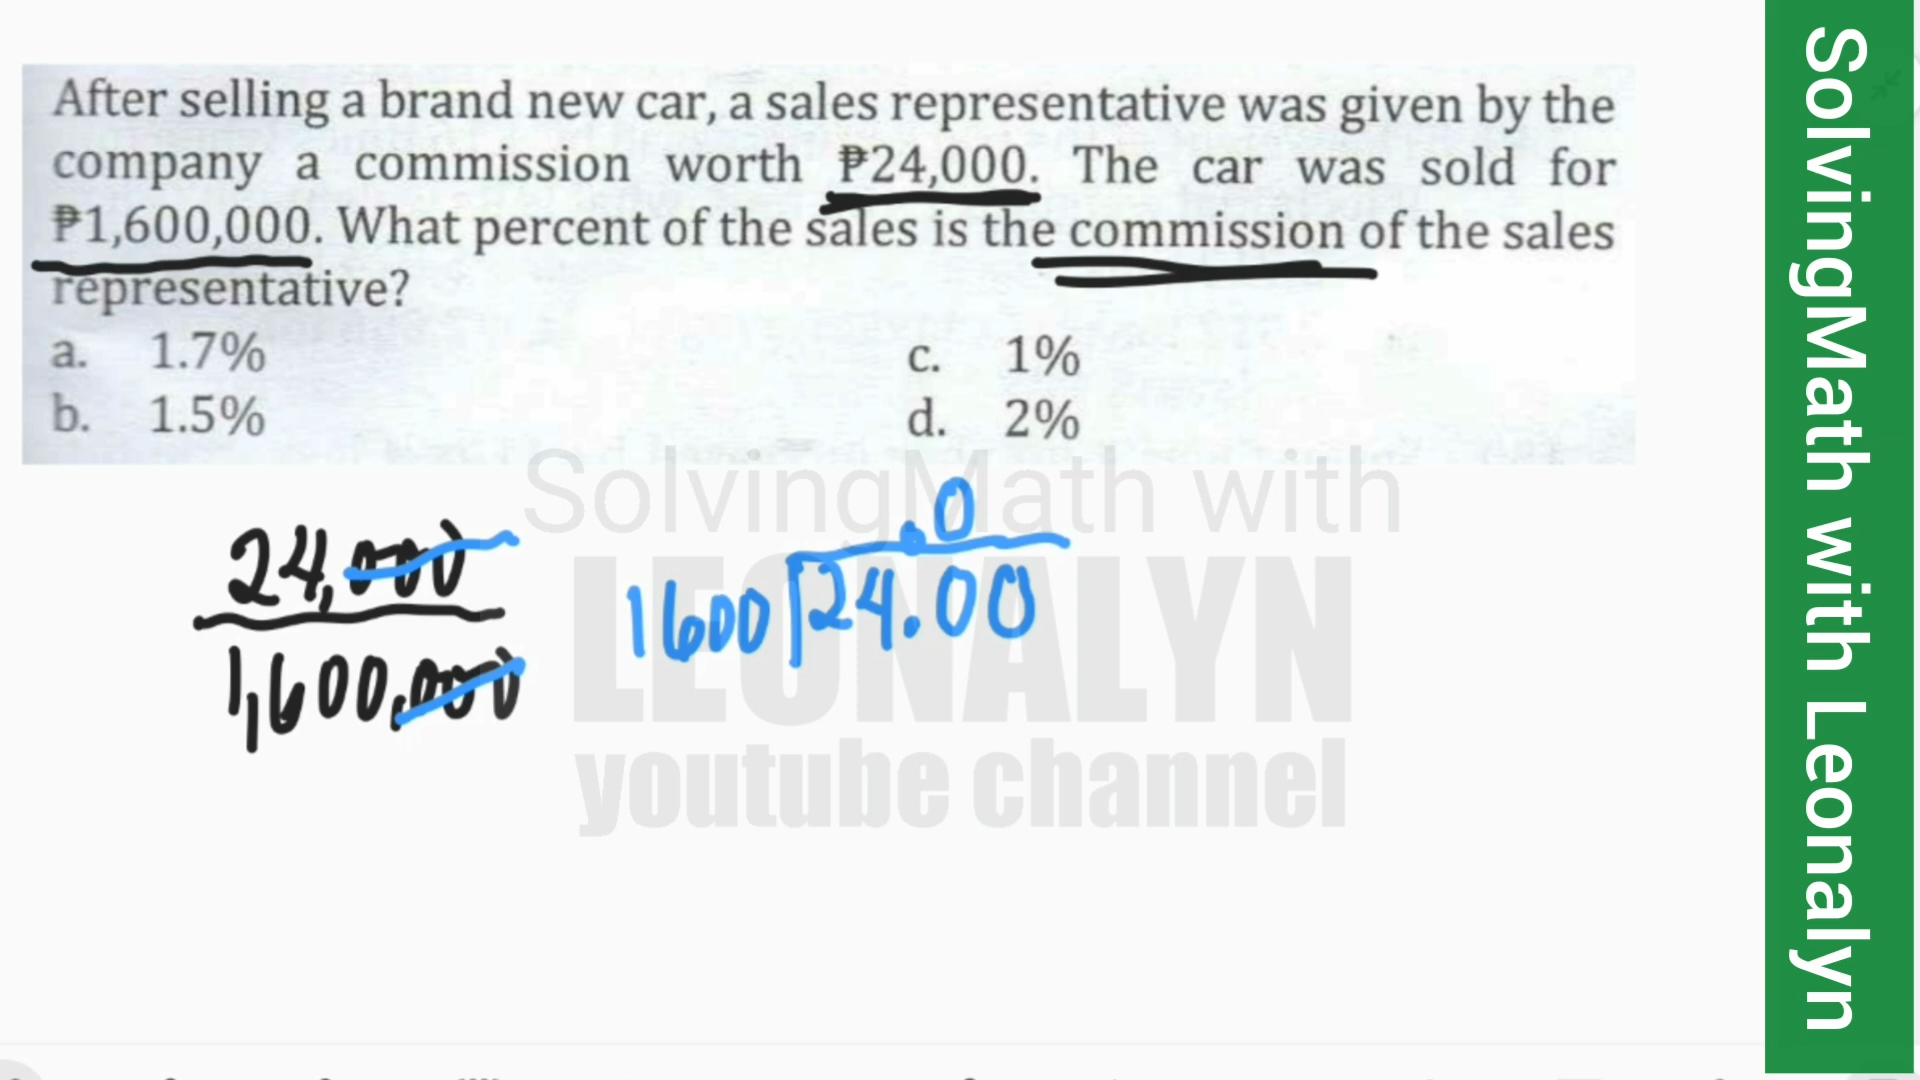 After selling a brand new car, a sales representative was given by the
company a commission worth ₱24,000. The car was sold for
₱1,600,000. What percent of the sales is the commission of the sales
representative?
a. 1.7%
b. 1.5%
c. 1%
d. 2%
SolvingMath with
LEONALYN
youtube channel
24,000
1,600,000
.0
1600 24.00
SolvingMath with Leonalyn